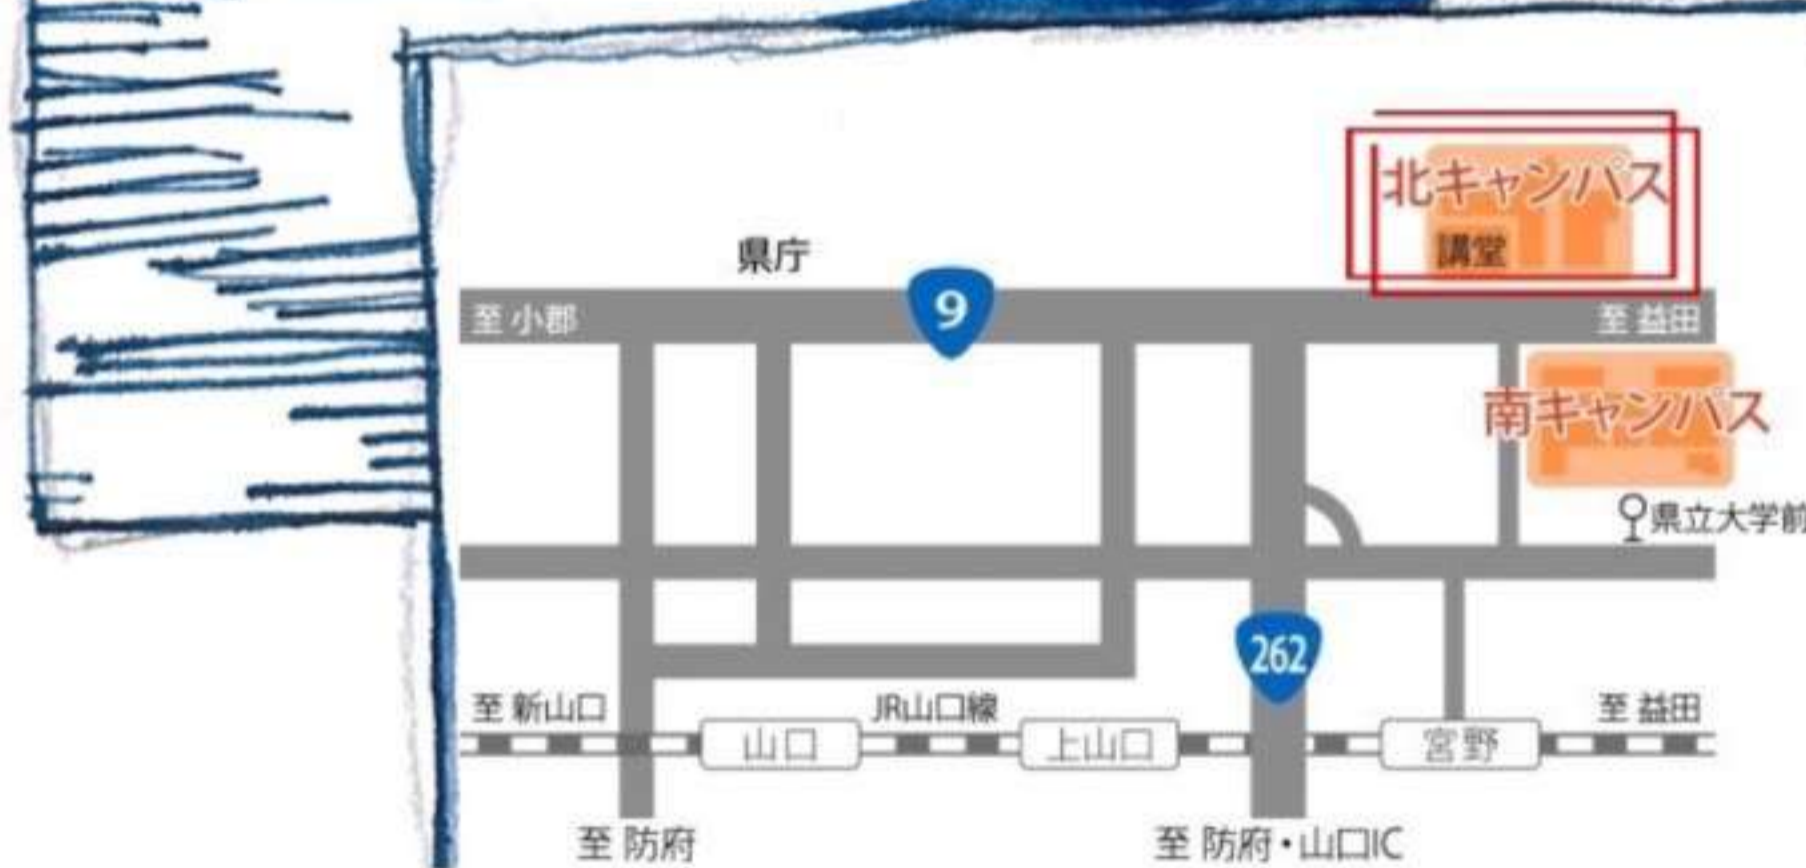 北キャンパス
講堂
県庁
9
至 小郡
至 益田
南キャンパス
県立大学前
262
至 新山口
JR山口線
至 益田
山口
上山口
宮野
至 防府
至 防府・山口IC